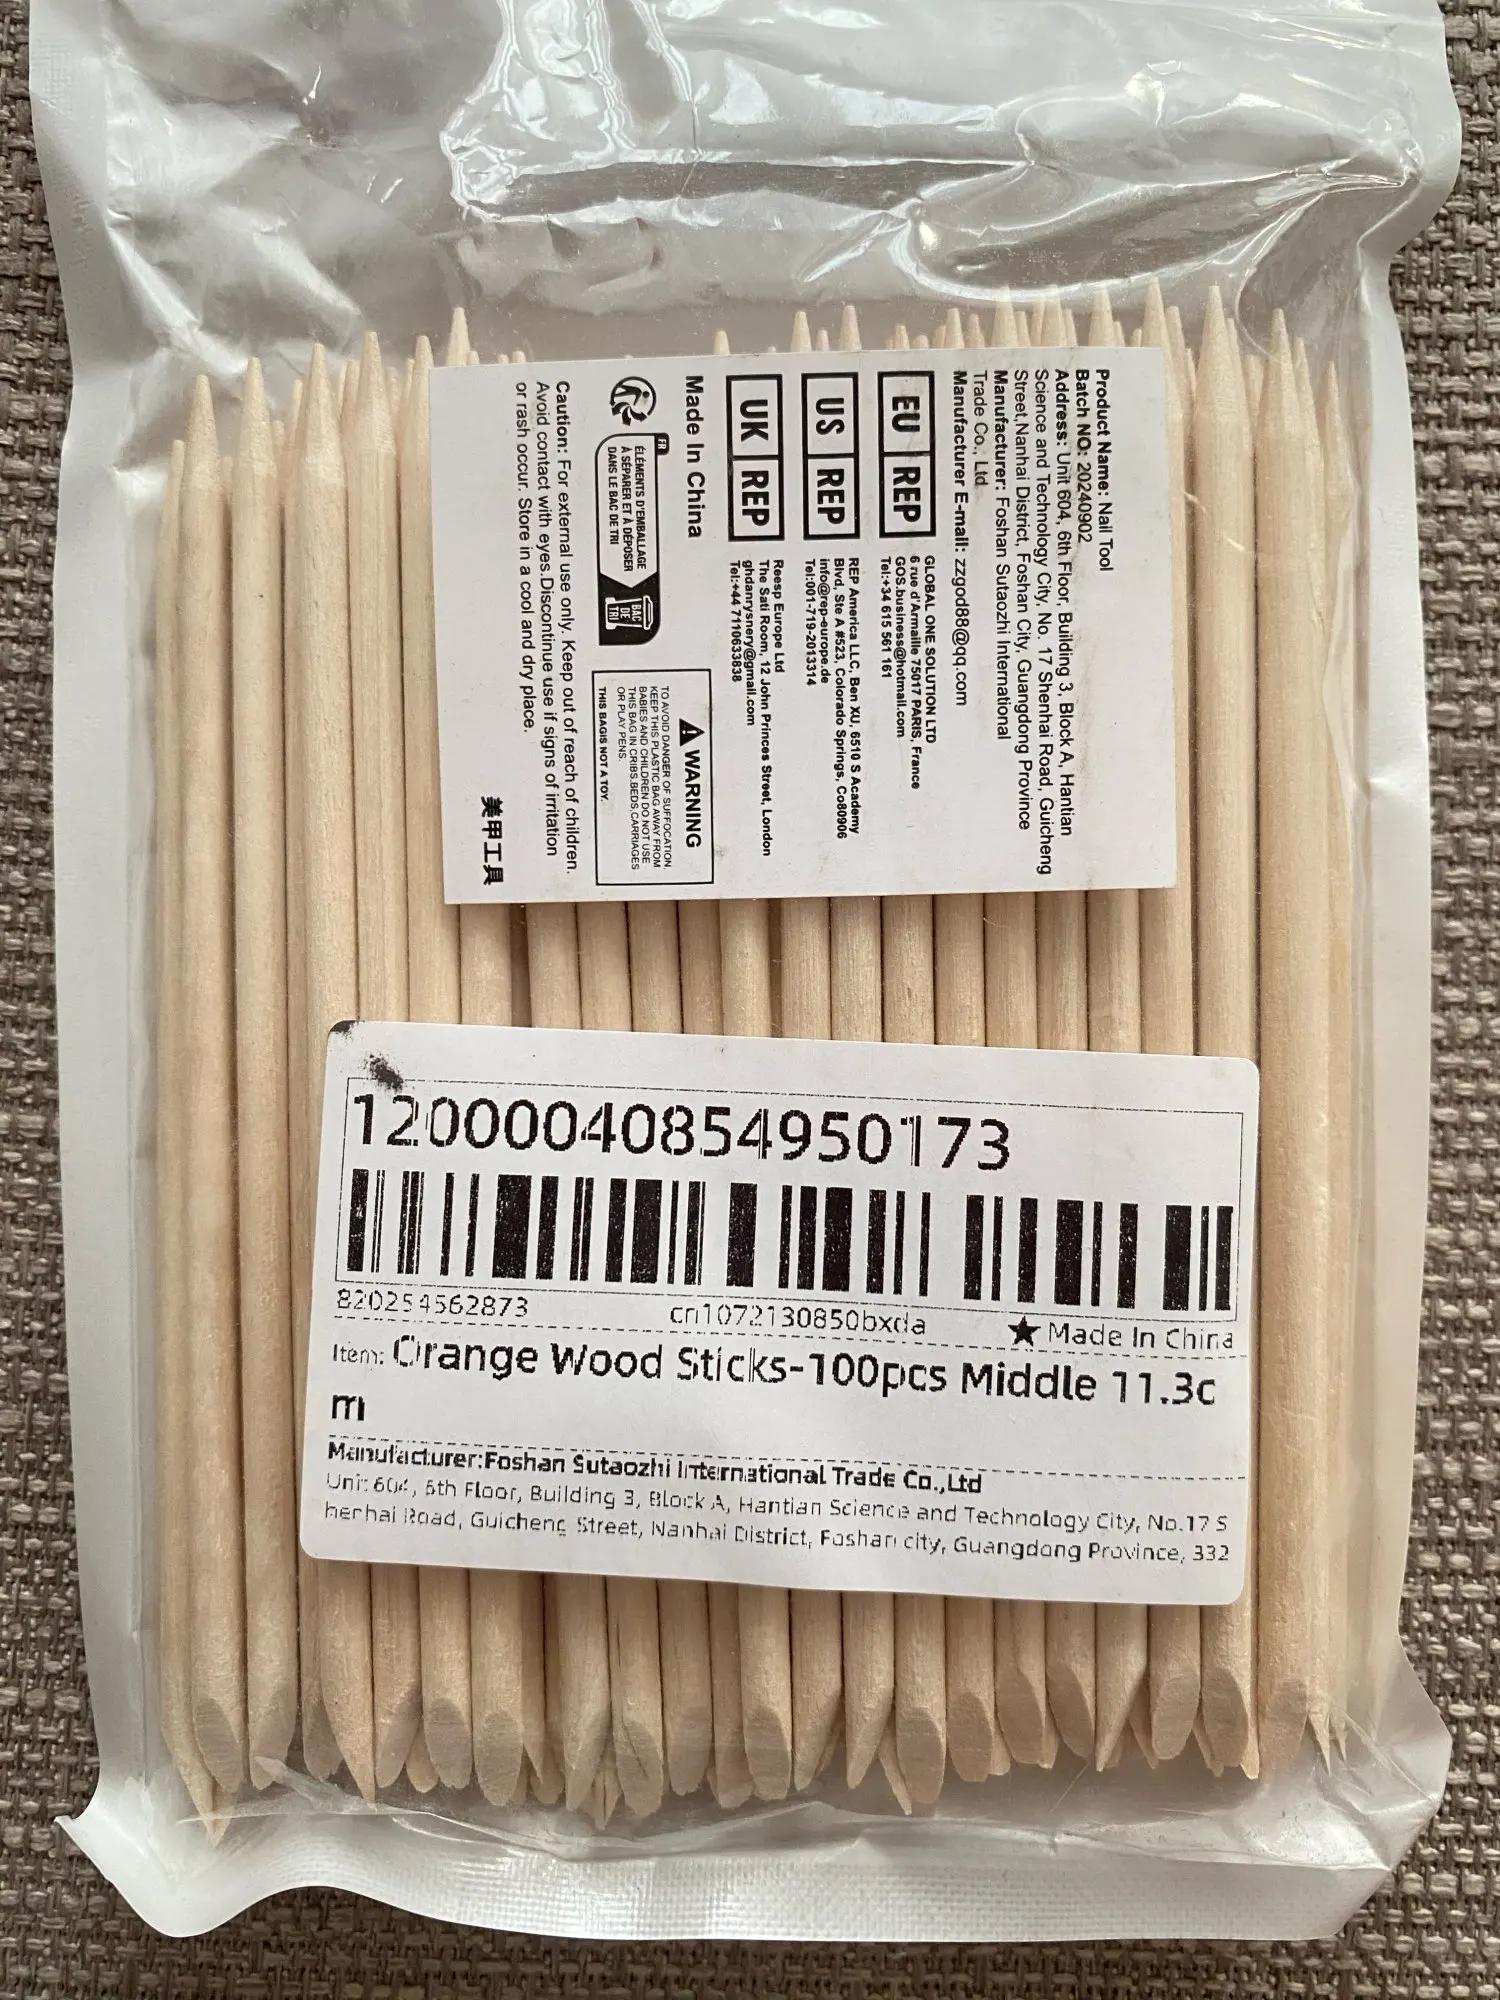 Product Name: Nail Tool
Batch NO: 20240902
Address: Unit 604, 6th Floor, Building 3, Block A, Hantian
Science and Technology City, No. 17 Shenhai Road, Guicheng
Street,Nanhai District, Foshan City, Guangdong Province
Manufacturer: Foshan Sutaozhi International
Trade Co., Ltd
Manufacturer E-mall: zzgod88@qq.com
EU REP
GLOBAL ONE SOLUTION LTD
6 rue d'Armaille 75017 PARIS, France
GOS.business@hotmail.com
Tel:+34 615 561 161
US REP
REP America LLC, Ben XU, 6510 S Academy
Blvd, Ste A #523, Colorado Springs, Co80906
info@rep-europe.de
Tel:001-719-2013314
UK REP
Reesp Europe Ltd
The Sati Room, 12 John Princes Street, London
ghdanrysnery@gmail.com
Tel:+44 7110633838
Made In China
FR
ÉLÉMENTS D'EMBALLAGE
À SÉPARER ET À DÉPOSER
DANS LE BAC DE TRI
BAC
DE
TRI
WARNING
TO AVOID DANGER OF SUFFOCATION,
KEEP THIS PLASTIC BAG AWAY FROM
BABIES AND CHILDREN DO NOT USE
THIS BAG IN CRIBS,BEDS,CARRIAGES
OR PLAY PENS.
THIS BAGIS NOT A TOY.
Caution: For external use only. Keep out of reach of children.
Avoid contact with eyes.Discontinue use if signs of irritation
or rash occur. Store in a cool and dry place.
美甲工具
12000040854950173
820254562873 cn1072130850bxda ★ Made In China
Item: Orange Wood Sticks-100pcs Middle 11.3c
m
Manufacturer:Foshan Sutaozhi International Trade Co.,Ltd
Unit 604, 6th Floor, Building 3, Block A, Hantian Science and Technology City, No.17 S
henhai Road, Guicheng Street, Nanhai District, Foshan city, Guangdong Province, 332